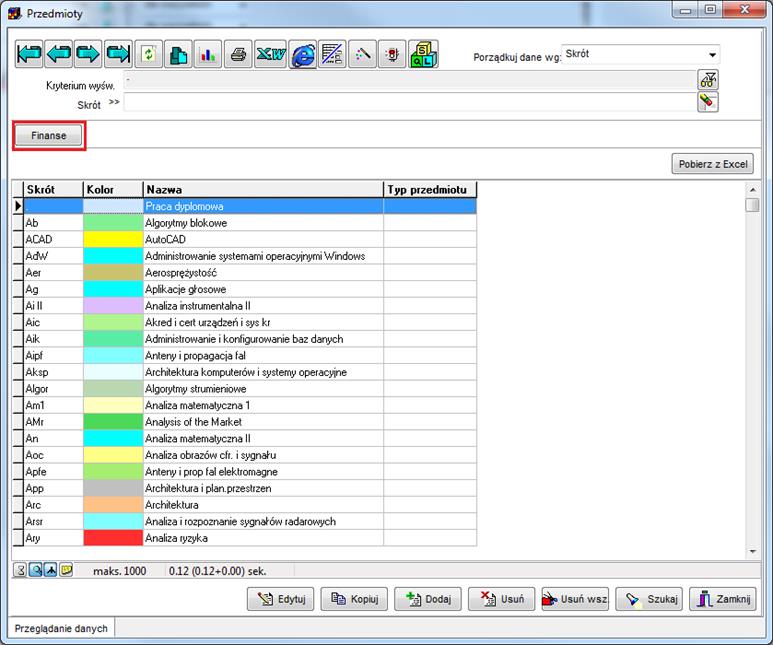 Przedmioty
XW
SQL
Porządkuj dane wg: Skrót
Kryterium wyśw. -
Skrót >>
Finanse
Pobierz z Excel
Skrót Kolor Nazwa Typ przedmiotu
Praca dyplomowa
Ab Algorytmy blokowe
ACAD AutoCAD
AdW Administrowanie systemami operacyjnymi Windows
Aer Aerosprężystość
Ag Aplikacje głosowe
Ai II Analiza instrumentalna II
Aic Akred i cert urządzeń i sys kr
Aik Administrowanie i konfigurowanie baz danych
Aipf Anteny i propagacja fal
Aksp Architektura komputerów i systemy operacyjne
Algor Algorytmy strumieniowe
Am1 Analiza matematyczna 1
AMr Analysis of the Market
An Analiza matematyczna II
Aoc Analiza obrazów cfr. i sygnału
Apfe Anteny i prop fal elektromagne
App Architektura i plan.przestrzen
Arc Architektura
Arsr Analiza i rozpoznanie sygnałów radarowych
Ary Analiza ryzyka
maks. 1000 0.12 (0.12+0.00) sek.
Edytuj Kopiuj Dodaj Usuń Usuń wsz. Szukaj Zamknij
Przeglądanie danych